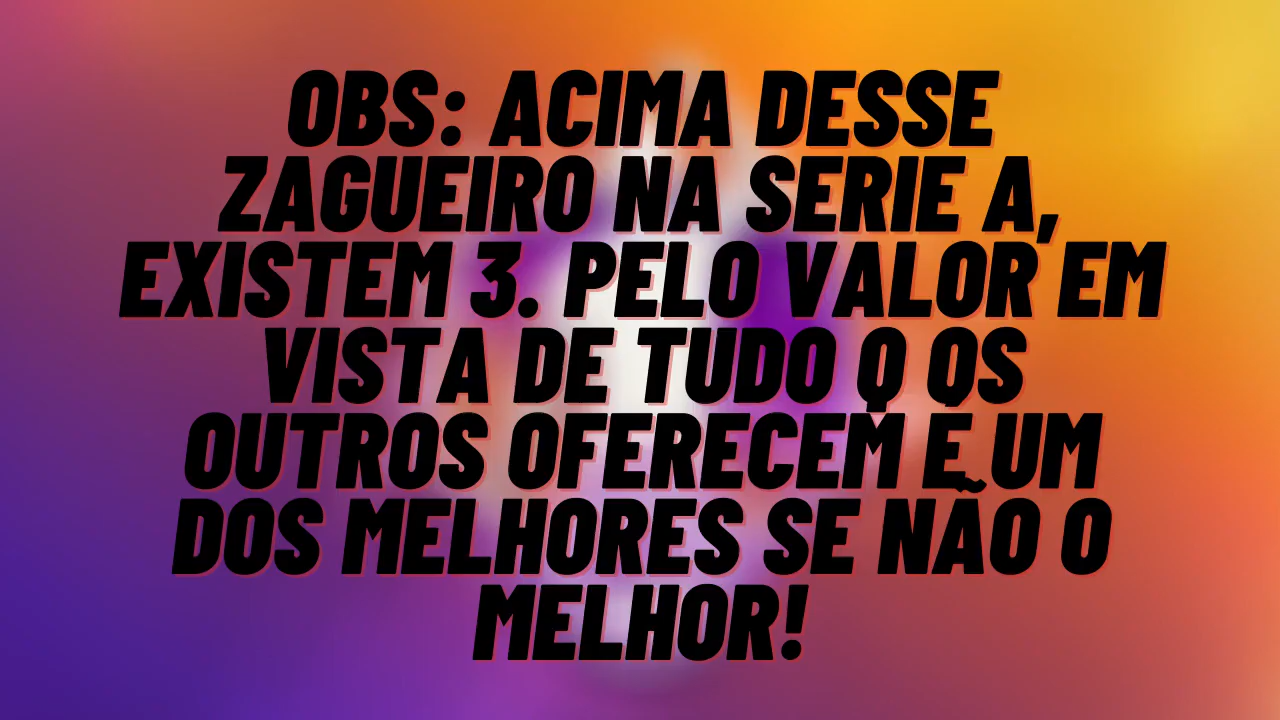 OBS: ACIMA DESSE
ZAGUEIRO NA SERIE A,
EXISTEM 3. PELO VALOR EM
VISTA DE TUDO Q OS
OUTROS OFERECEM E UM
DOS MELHORES SE NÃO O
MELHOR!